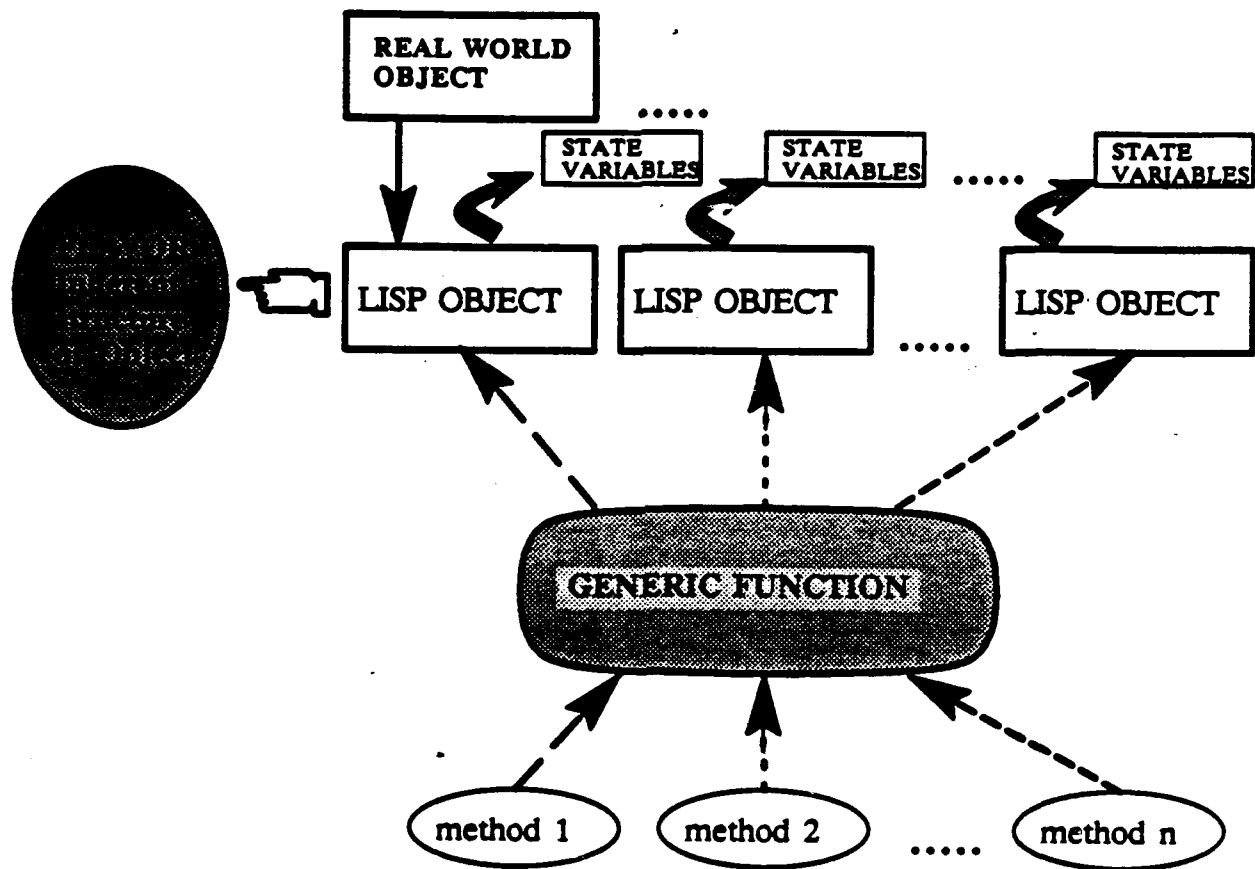 REAL WORLD
OBJECT
.....
STATE
VARIABLES
STATE
VARIABLES
.....
STATE
VARIABLES
LISP OBJECT
LISP OBJECT
.....
LISP OBJECT
GENERIC FUNCTION
method 1
method 2
.....
method n